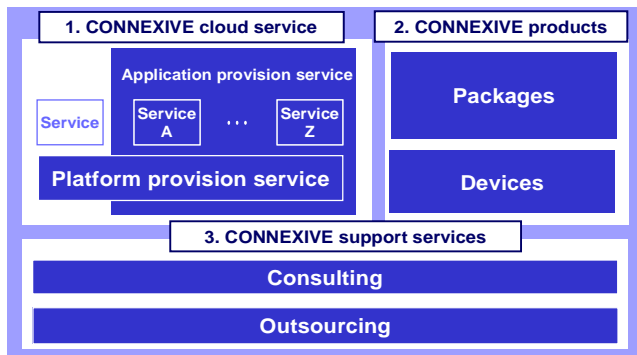 1. CONNEXIVE cloud service
Application provision service
Service
Service
A
...
Service
Z
Platform provision service
2. CONNEXIVE products
Packages
Devices
3. CONNEXIVE support services
Consulting
Outsourcing